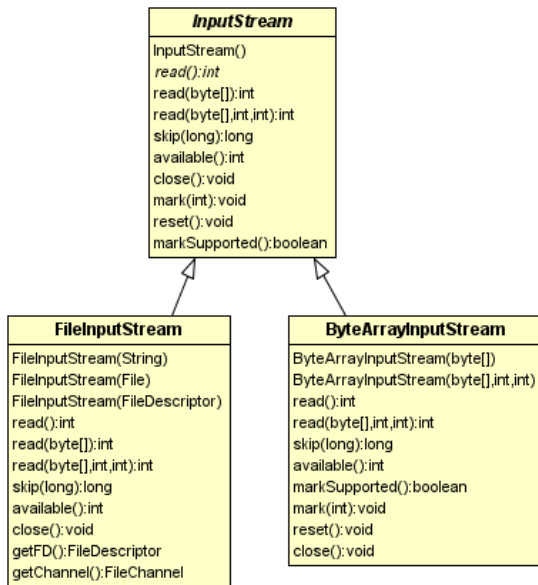 InputStream
InputStream()
read():int
read(byte[]):int
read(byte[],int,int):int
skip(long):long
available():int
close():void
mark(int):void
reset():void
markSupported():boolean
FileInputStream
FileInputStream(String)
FileInputStream(File)
FileInputStream(FileDescriptor)
read():int
read(byte[]):int
read(byte[],int,int):int
skip(long):long
available():int
close():void
getFD():FileDescriptor
getChannel():FileChannel
ByteArrayInputStream
ByteArrayInputStream(byte[])
ByteArrayInputStream(byte[],int,int)
read():int
read(byte[],int,int):int
skip(long):long
available():int
markSupported():boolean
mark(int):void
reset():void
close():void